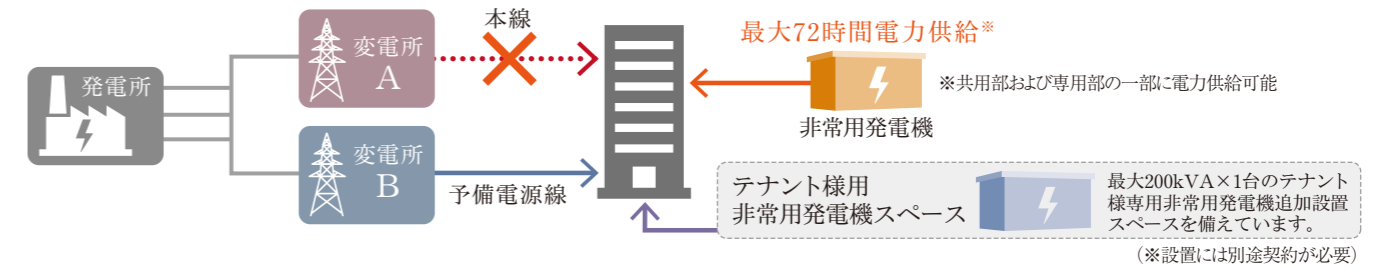 発電所
変電所
A
本線
変電所
B
予備電源線
最大72時間電力供給※
非常用発電機
※共用部および専用部の一部に電力供給可能
テナント様用
非常用発電機スペース
最大200kVA×1台のテナント
様専用非常用発電機追加設置
スペースを備えています。
(※設置には別途契約が必要)